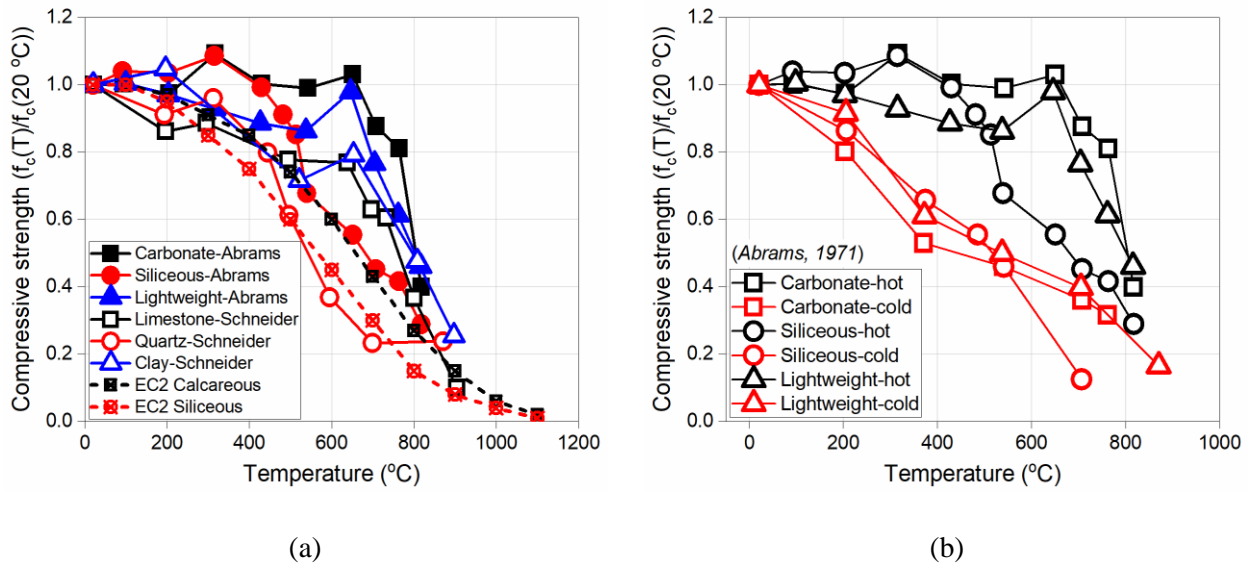 (a)
Compressive strength (fc(T)/fc(20 ºC))
1.2
1.0
0.8
0.6
0.4
0.2
0.0
Carbonate-Abrams
Siliceous-Abrams
Lightweight-Abrams
Limestone-Schneider
Quartz-Schneider
Clay-Schneider
EC2 Calcareous
EC2 Siliceous
0 200 400 600 800 1000 1200
Temperature (ºC)
(b)
Compressive strength (fc(T)/fc(20 ºC))
1.2
1.0
0.8
0.6
0.4
0.2
0.0
(Abrams, 1971)
Carbonate-hot
Carbonate-cold
Siliceous-hot
Siliceous-cold
Lightweight-hot
Lightweight-cold
0 200 400 600 800 1000
Temperature (ºC)
(a) (b)